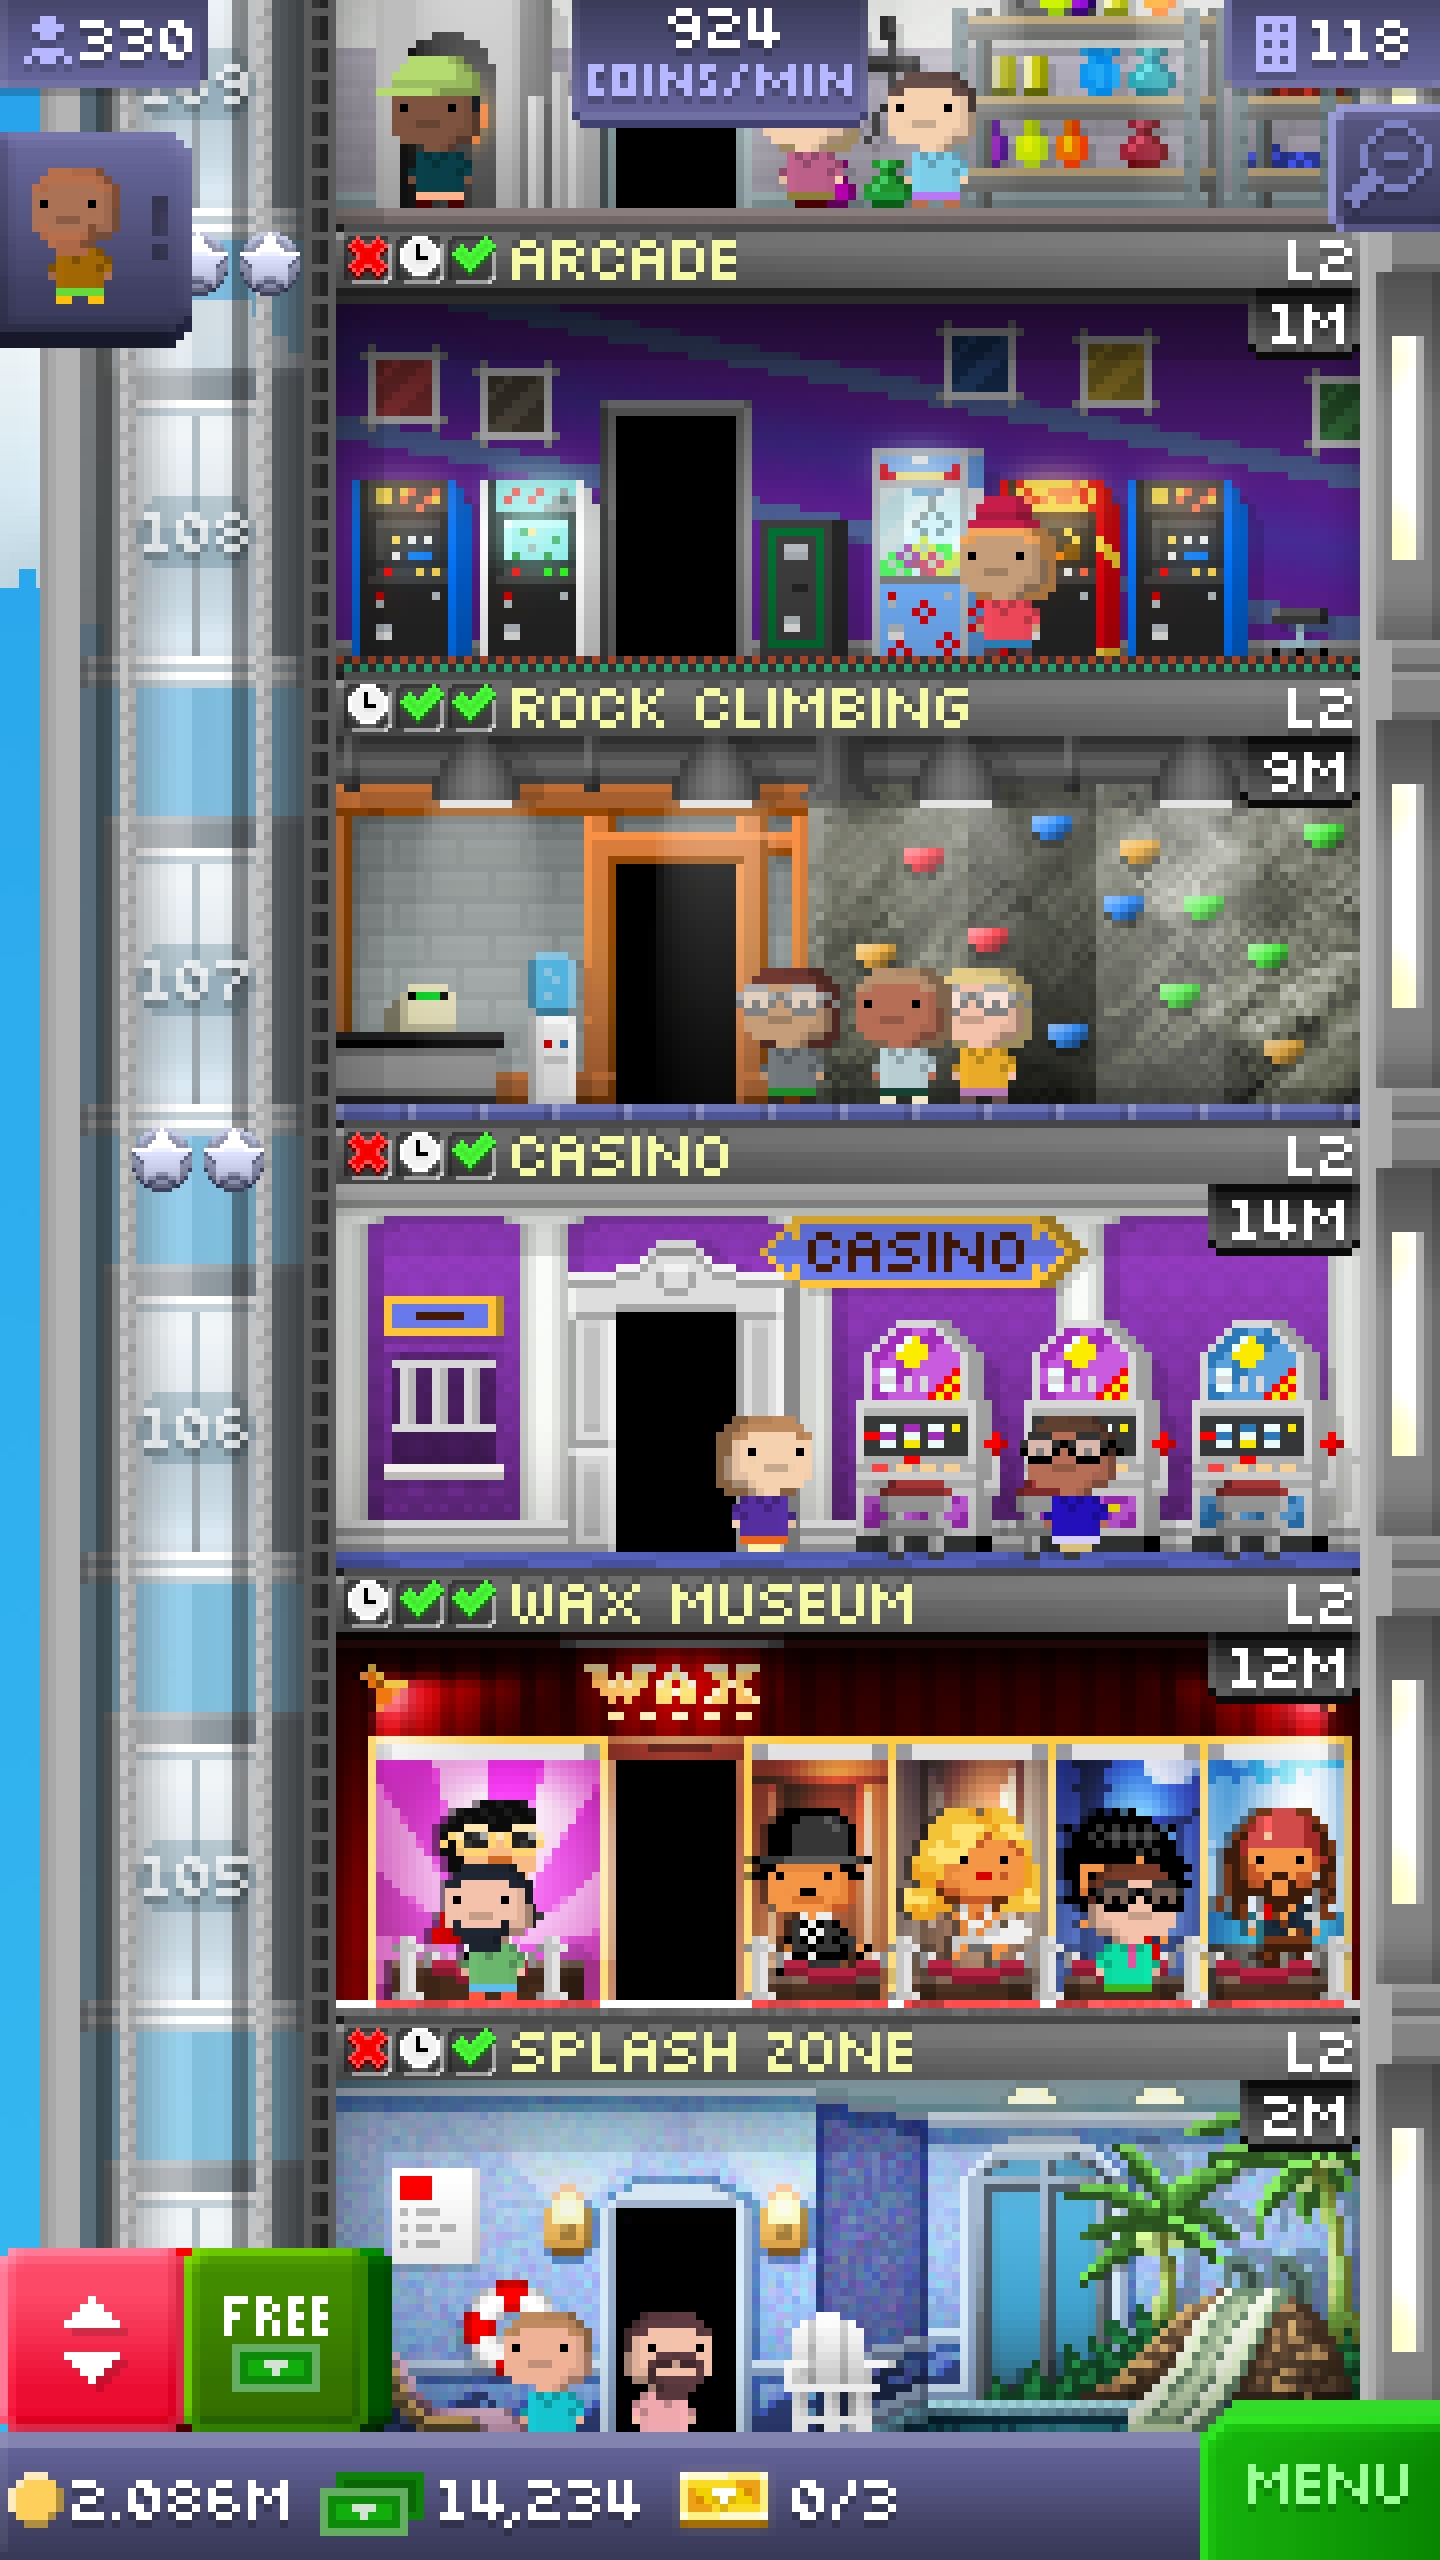 330
924
COINS/MIN
118
ARCADE L2
1M
108
ROCK CLIMBING L2
9M
107
CASINO L2
14M
CASINO
106
WAX MUSEUM L2
12M
WAX
105
SPLASH ZONE L2
2M
FREE
2.086M 14,234 0/3
MENU